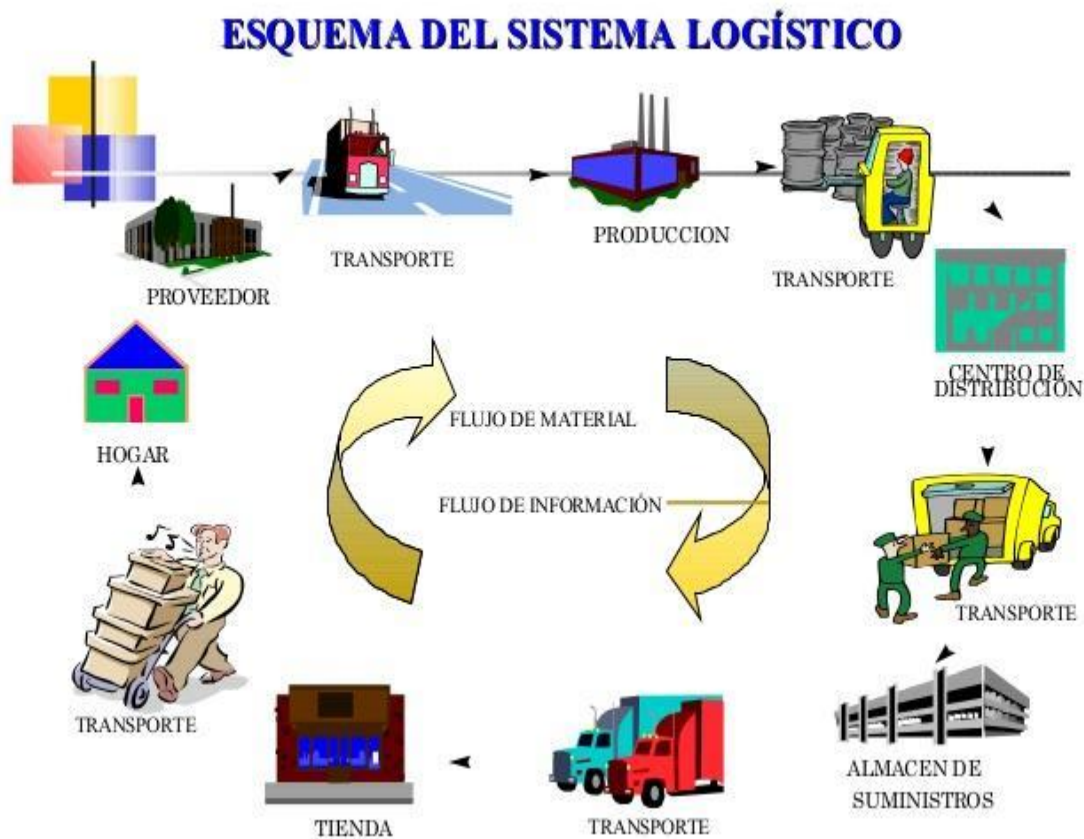 ESQUEMA DEL SISTEMA LOGÍSTICO
PROVEEDOR
TRANSPORTE
PRODUCCION
TRANSPORTE
CENTRO DE
DISTRIBUCIÓN
HOGAR
FLUJO DE MATERIAL
FLUJO DE INFORMACIÓN
TRANSPORTE
TRANSPORTE
TIENDA
TRANSPORTE
ALMACEN DE
SUMINISTROS